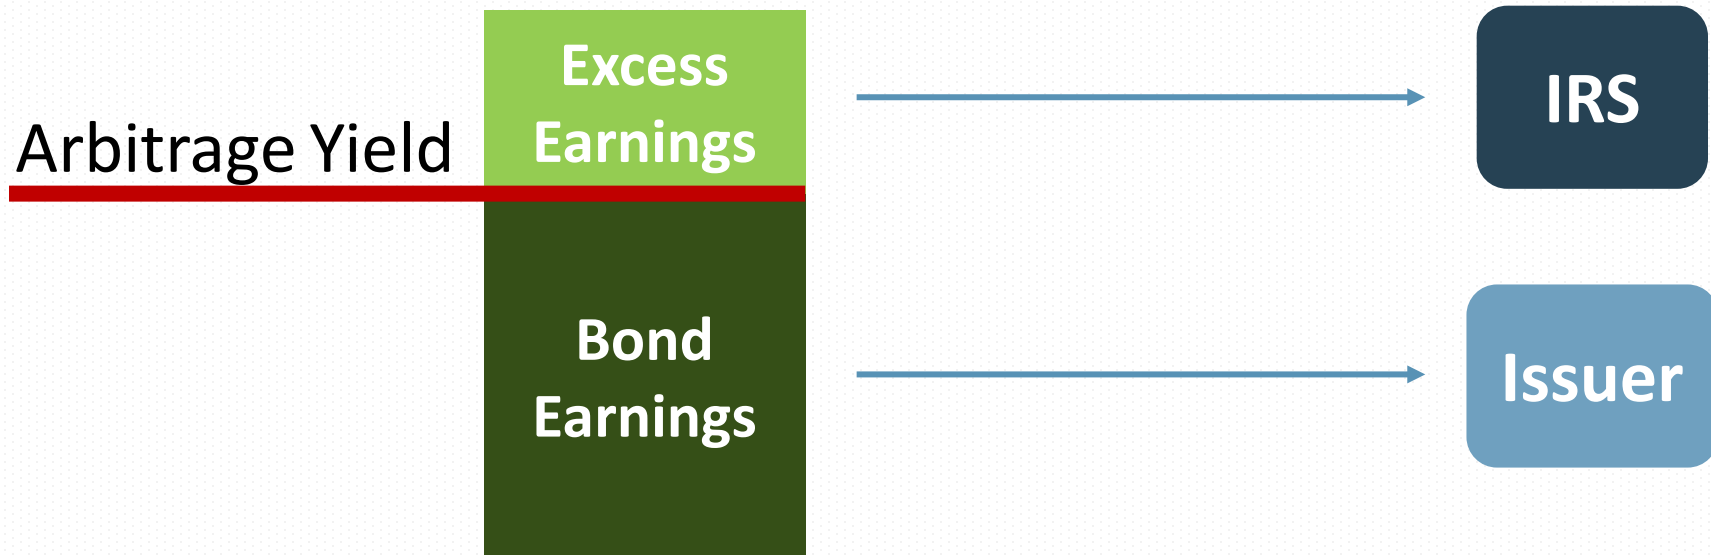 Excess
Earnings
IRS
Arbitrage Yield
Bond
Earnings
Issuer